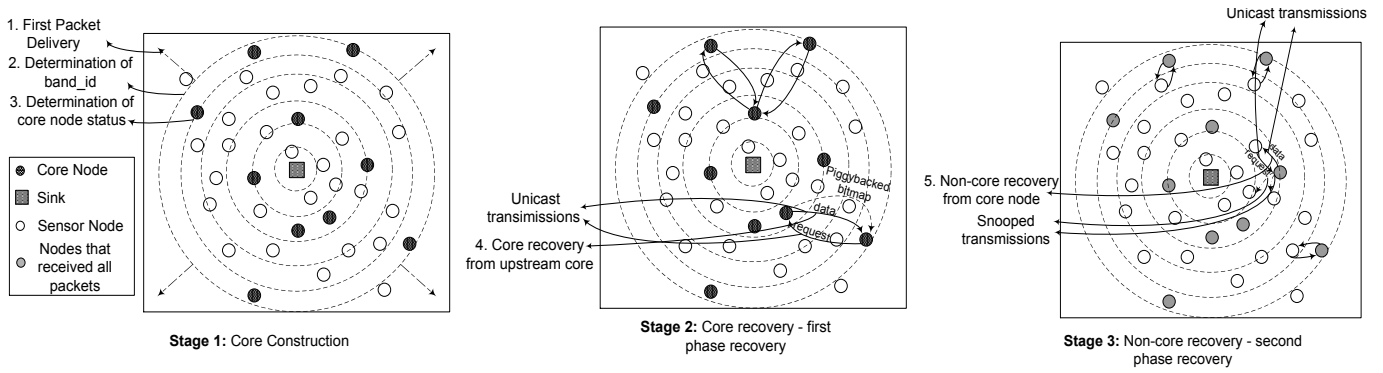 1. First Packet
Delivery
2. Determination of
band_id
3. Determination of
core node status
Core Node
Sink
Sensor Node
Nodes that
received all
packets
Stage 1: Core Construction
Piggybacked
bitmap
data
request
Unicast
transimissions
4. Core recovery
from upstream core
Stage 2: Core recovery - first
phase recovery
Unicast transmissions
data
request
5. Non-core recovery
from core node
Snooped
transmissions
Stage 3: Non-core recovery - second
phase recovery